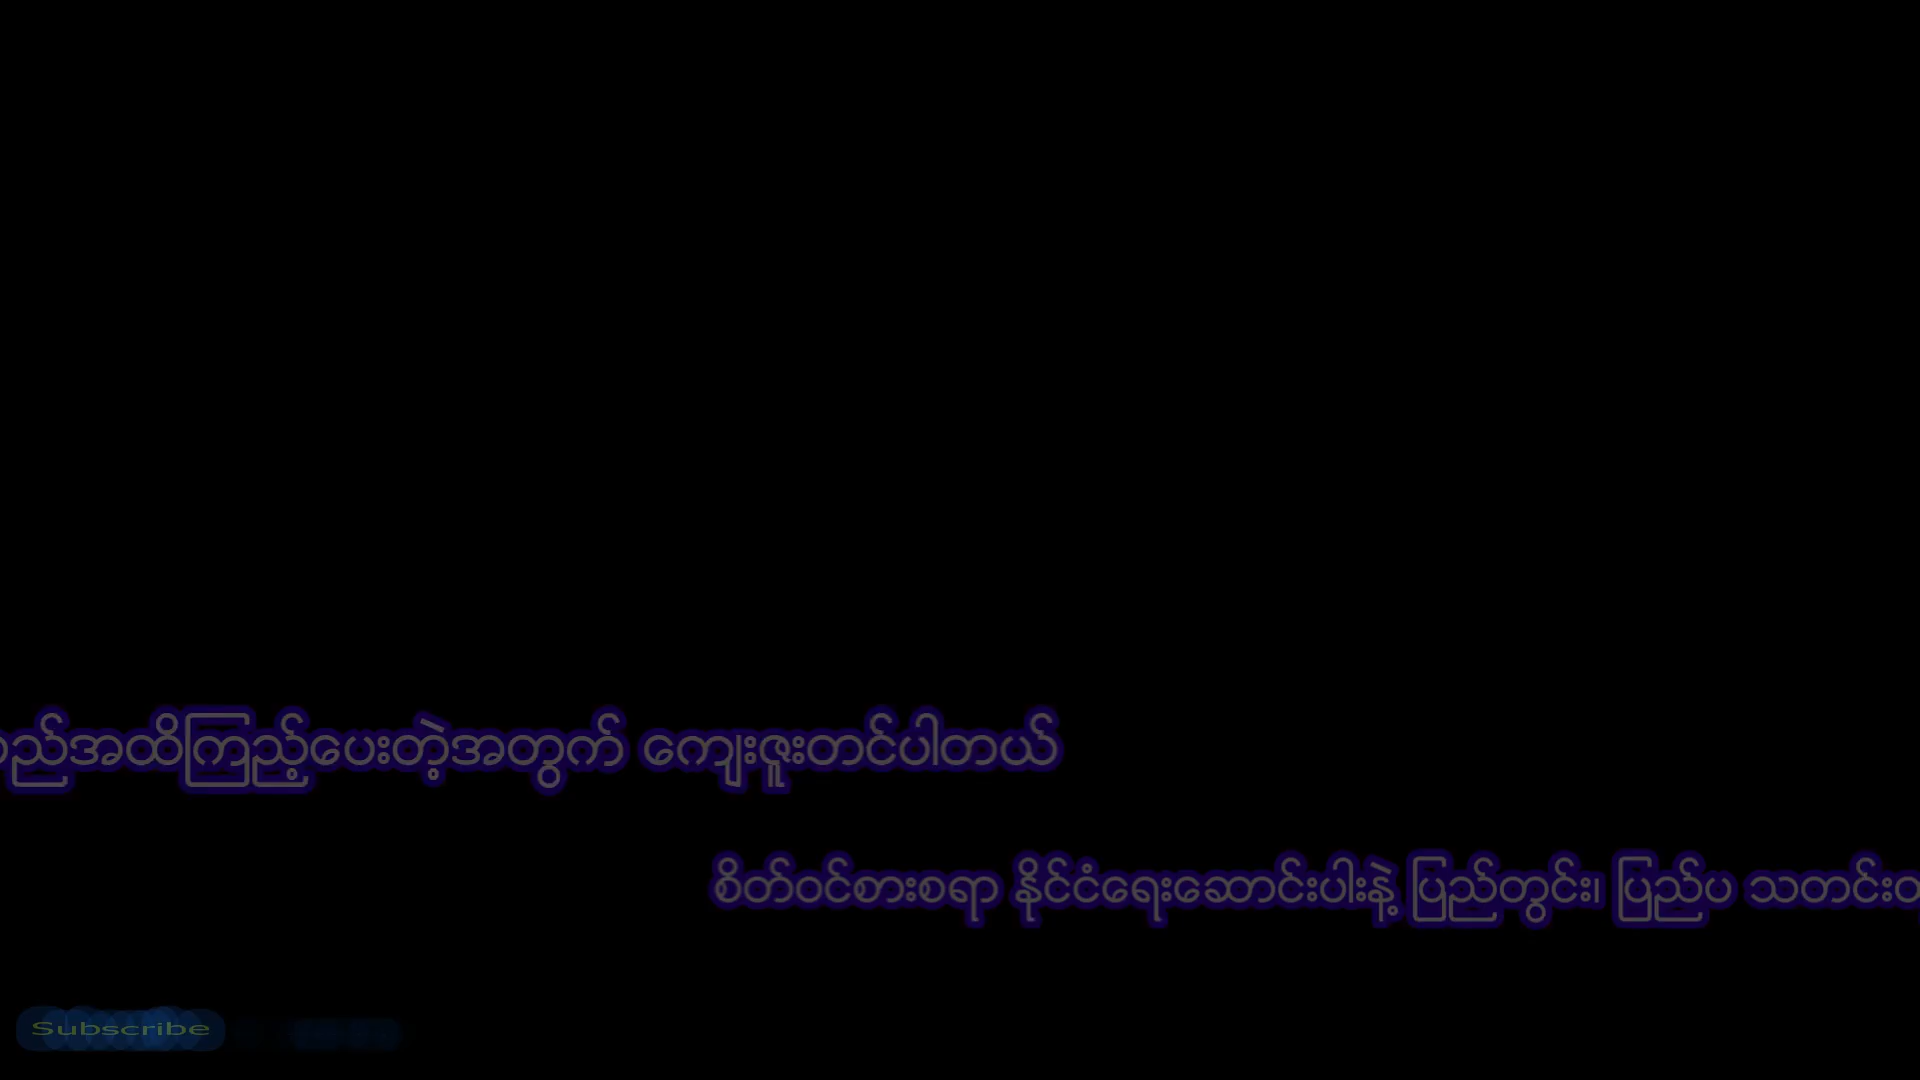 ည်အထိကြည့်ပေးတဲ့အတွက် ကျေးဇူးတင်ပါတယ်
စိတ်ဝင်စားစရာ နိုင်ငံရေးဆောင်းပါးနဲ့ ပြည်တွင်း၊ ပြည်ပ သတင်း
Subscribe